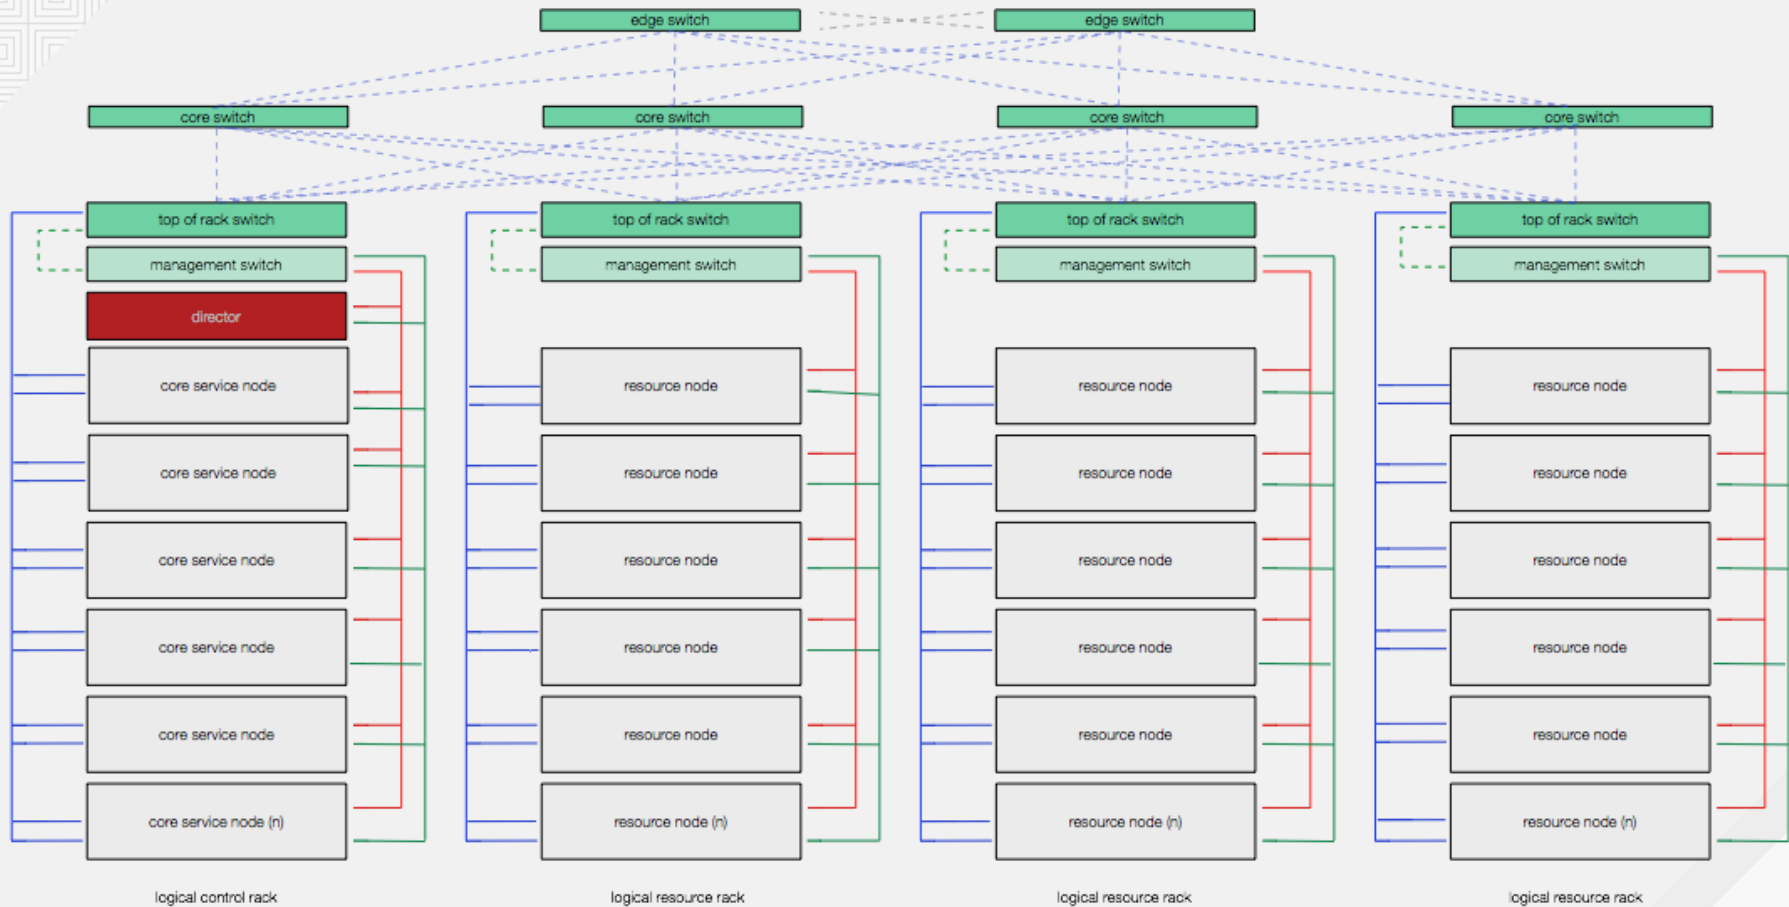 edge switch
edge switch
core switch
core switch
core switch
core switch
top of rack switch
top of rack switch
top of rack switch
top of rack switch
management switch
management switch
management switch
management switch
director
core service node
resource node
resource node
resource node
core service node
resource node
resource node
resource node
core service node
resource node
resource node
resource node
core service node
resource node
resource node
resource node
core service node
resource node
resource node
resource node
core service node (n)
resource node (n)
resource node (n)
resource node (n)
logical control rack
logical resource rack
logical resource rack
logical resource rack